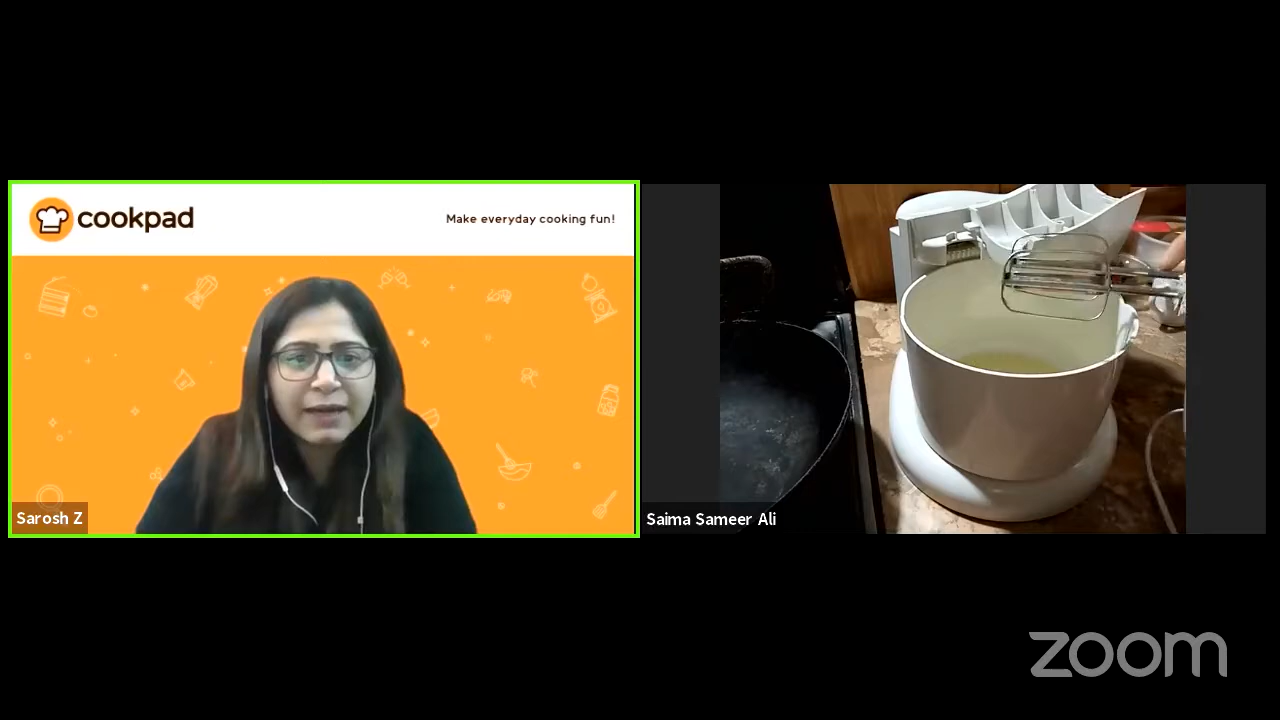 cookpad
Make everyday cooking fun!
Sarosh Z
Saima Sameer Ali
zoom